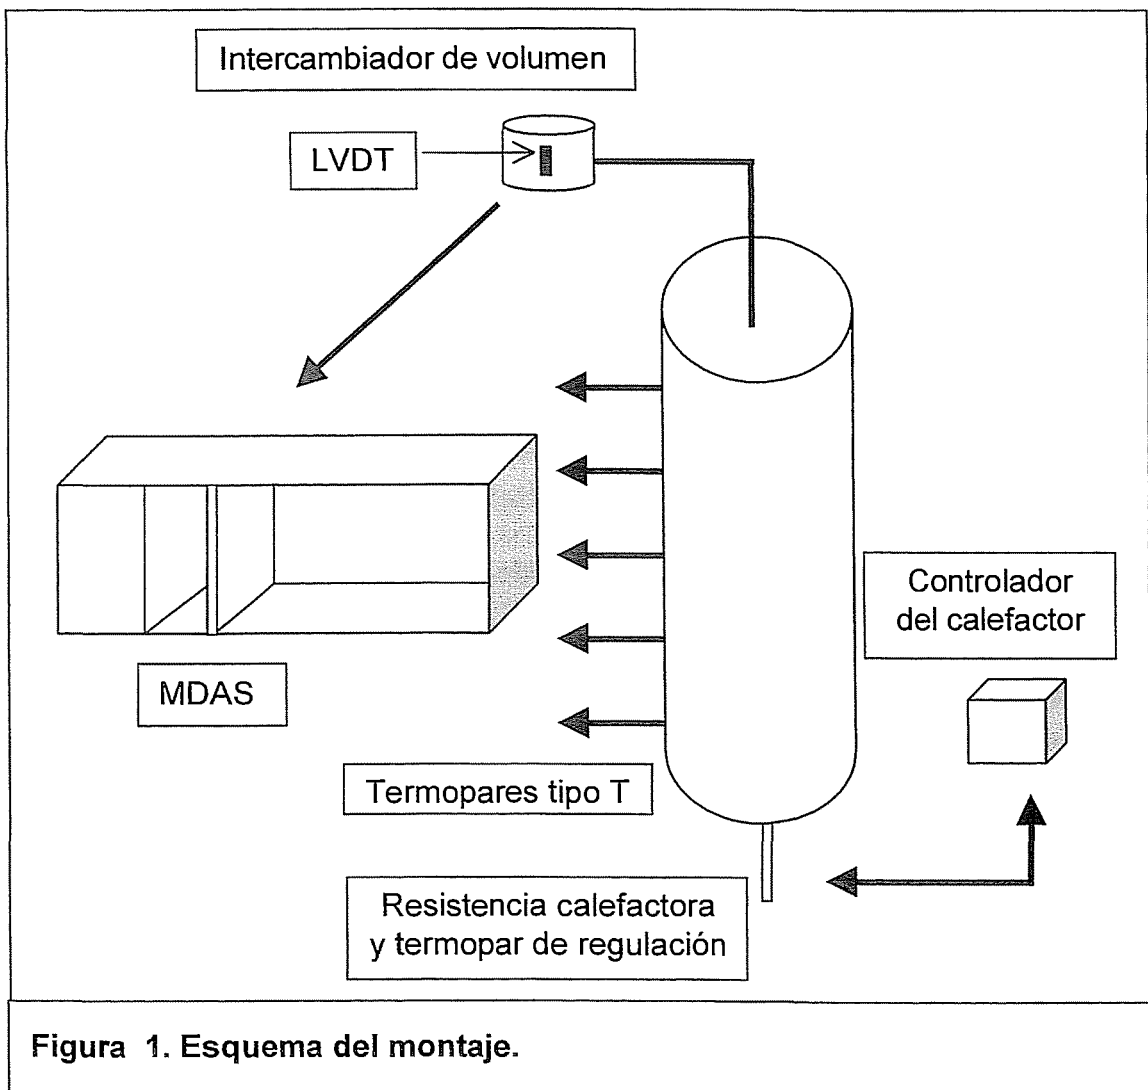 Intercambiador de volumen
LVDT
Controlador
del calefactor
MDAS
Termopares tipo T
Resistencia calefactora
y termopar de regulación
Figura 1. Esquema del montaje.